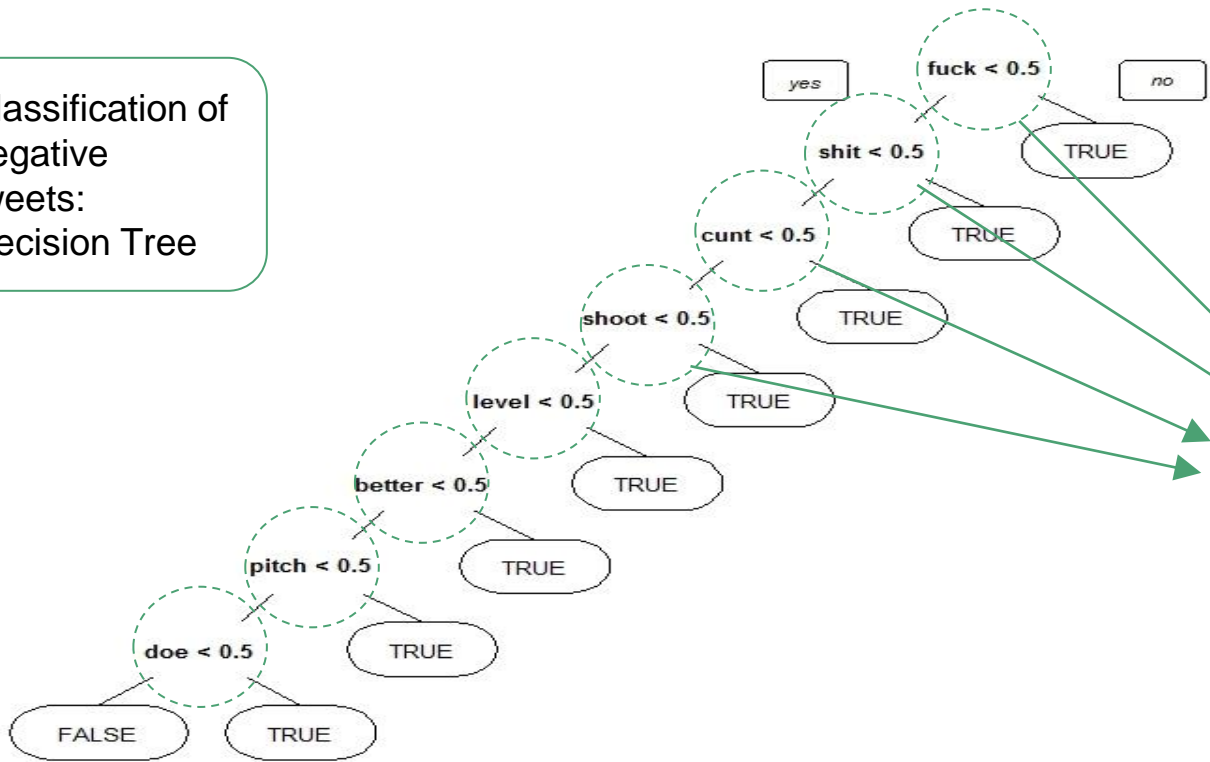 lassification of
egative
weets:
ecision Tree
yes
fuck < 0.5
no
shit < 0.5
TRUE
cunt < 0.5
TRUE
shoot < 0.5
TRUE
level < 0.5
TRUE
better < 0.5
TRUE
pitch < 0.5
TRUE
doe < 0.5
TRUE
FALSE
TRUE